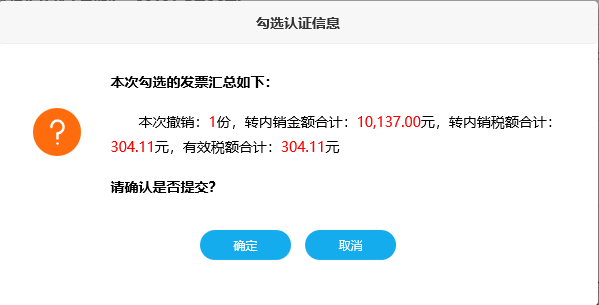 勾选认证信息
本次勾选的发票汇总如下：
本次撤销：1份，转内销金额合计：10,137.00元，转内销税额合计：
304.11元，有效税额合计：304.11元
请确认是否提交？
确定
取消